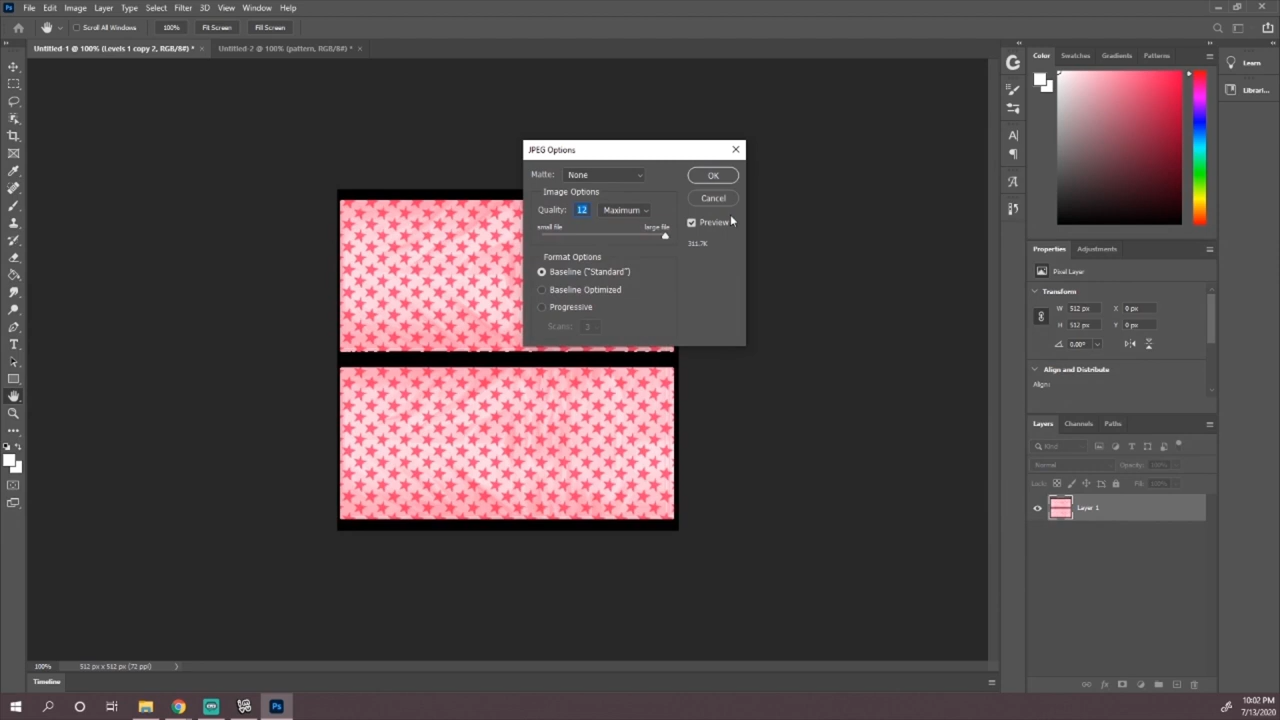 Ps File Edit Image Layer Type Select Filter 3D View Window Help
Scroll All Windows 100% Fit Screen Fill Screen
Untitled-1 @ 100% (Levels 1 copy 2, RGB/8#) * × Untitled-2 @ 100% (pattern, RGB/8#) * ×
Color Swatches Gradients Patterns
Learn
Librari...
JPEG Options
Matte: None
OK
Image Options
Cancel
Quality: 12 Maximum
Preview
small file large file
311.7K
Format Options
Baseline ("Standard")
Baseline Optimized
Progressive
Scans: 3
Properties Adjustments
Pixel Layer
Transform
W 512 px X 0 px
H 512 px Y 0 px
0.00°
Align and Distribute
Align:
Layers Channels Paths
Kind
Normal Opacity: 100%
Lock: Fill: 100%
Layer 1
100% 512 px x 512 px (72 ppi)
Timeline
Ps
10:02 PM
7/13/2020